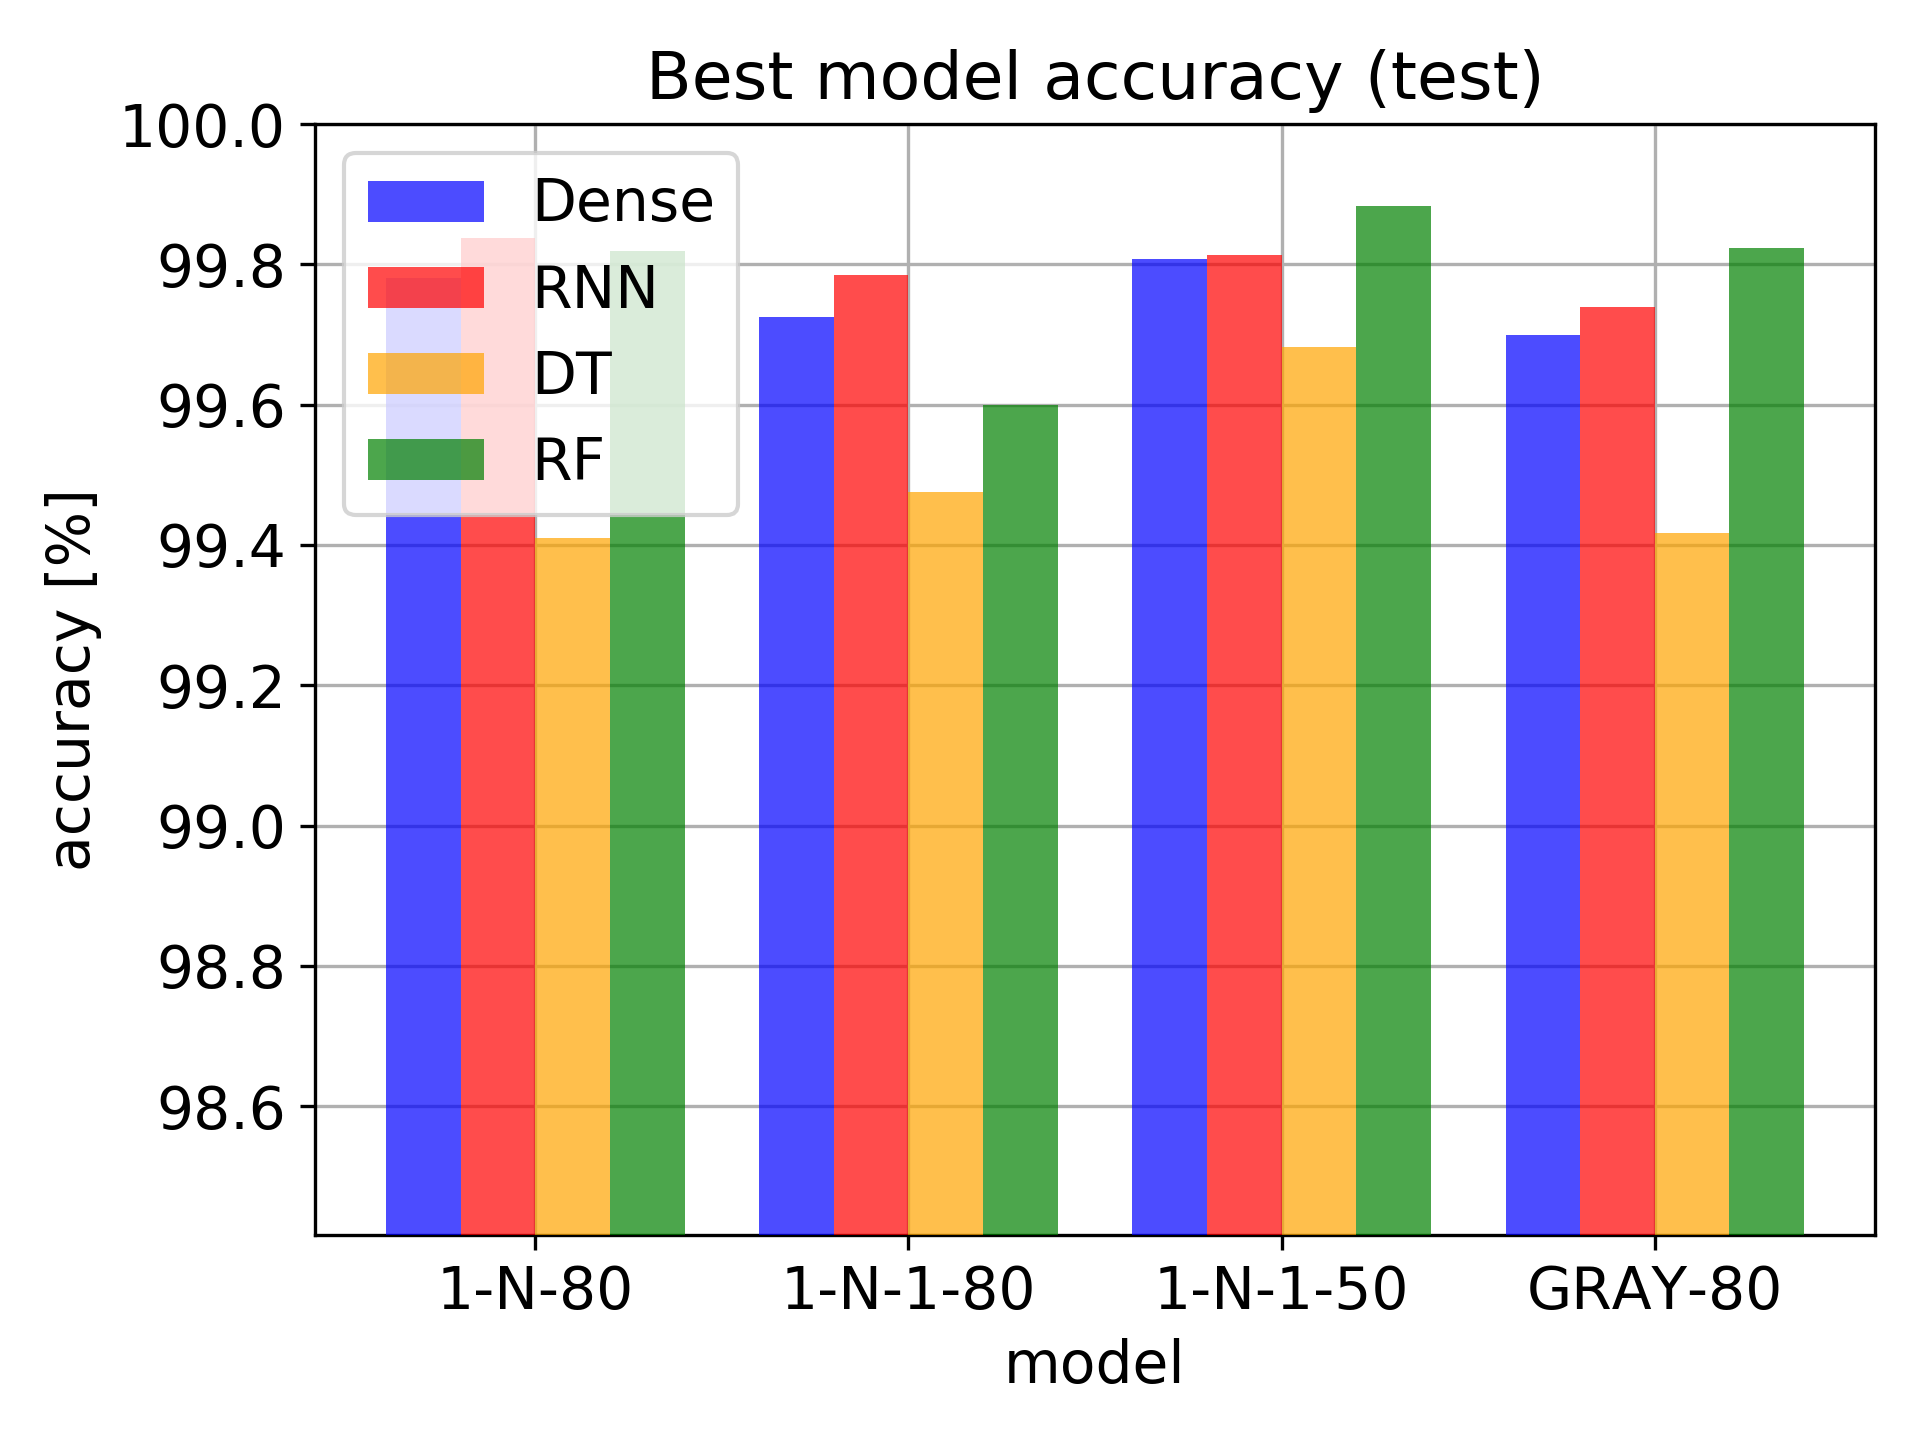 Best model accuracy (test)
100.0
99.8
99.6
99.4
99.2
99.0
98.8
98.6
accuracy [%]
Dense
RNN
DT
RF
1-N-80
1-N-1-80
1-N-1-50
GRAY-80
model